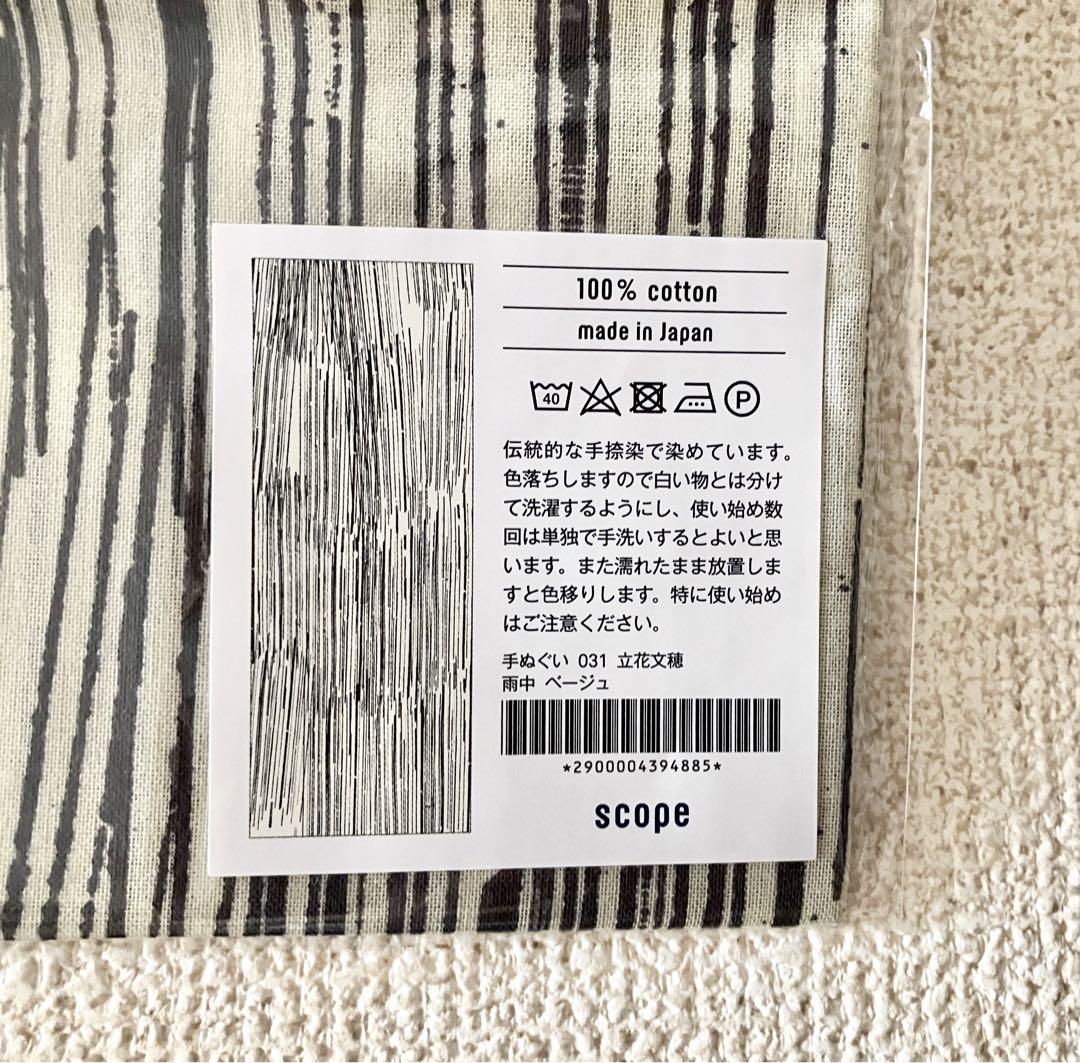 100% cotton
made in Japan
40
P
伝統的な手捺染で染めています。
色落ちしますので白い物とは分け
て洗濯するようにし、使い始め数
回は単独で手洗いするとよいと思
います。また濡れたまま放置しま
すと色移りします。特に使い始め
はご注意ください。
手ぬぐい 031 立花文穂
雨中 ベージュ
*2900004394885*
scope